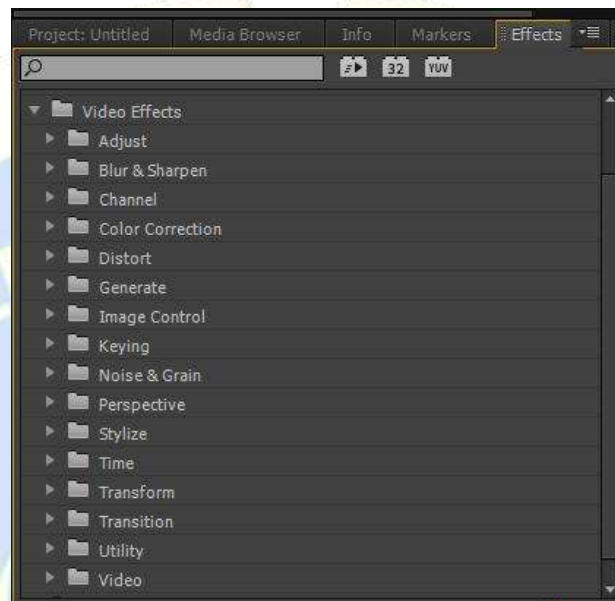 Project: Untitled Media Browser Info Markers Effects
32 YUV
Video Effects
Adjust
Blur & Sharpen
Channel
Color Correction
Distort
Generate
Image Control
Keying
Noise & Grain
Perspective
Stylize
Time
Transform
Transition
Utility
Video